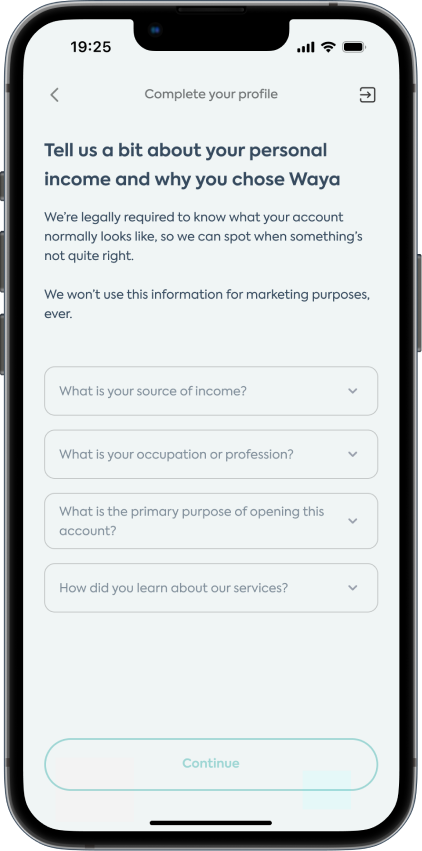 19:25
Complete your profile
Tell us a bit about your personal
income and why you chose Waya
We're legally required to know what your account
normally looks like, so we can spot when something's
not quite right.
We won't use this information for marketing purposes,
ever.
What is your source of income?
What is your occupation or profession?
What is the primary purpose of opening this
account?
How did you learn about our services?
Continue